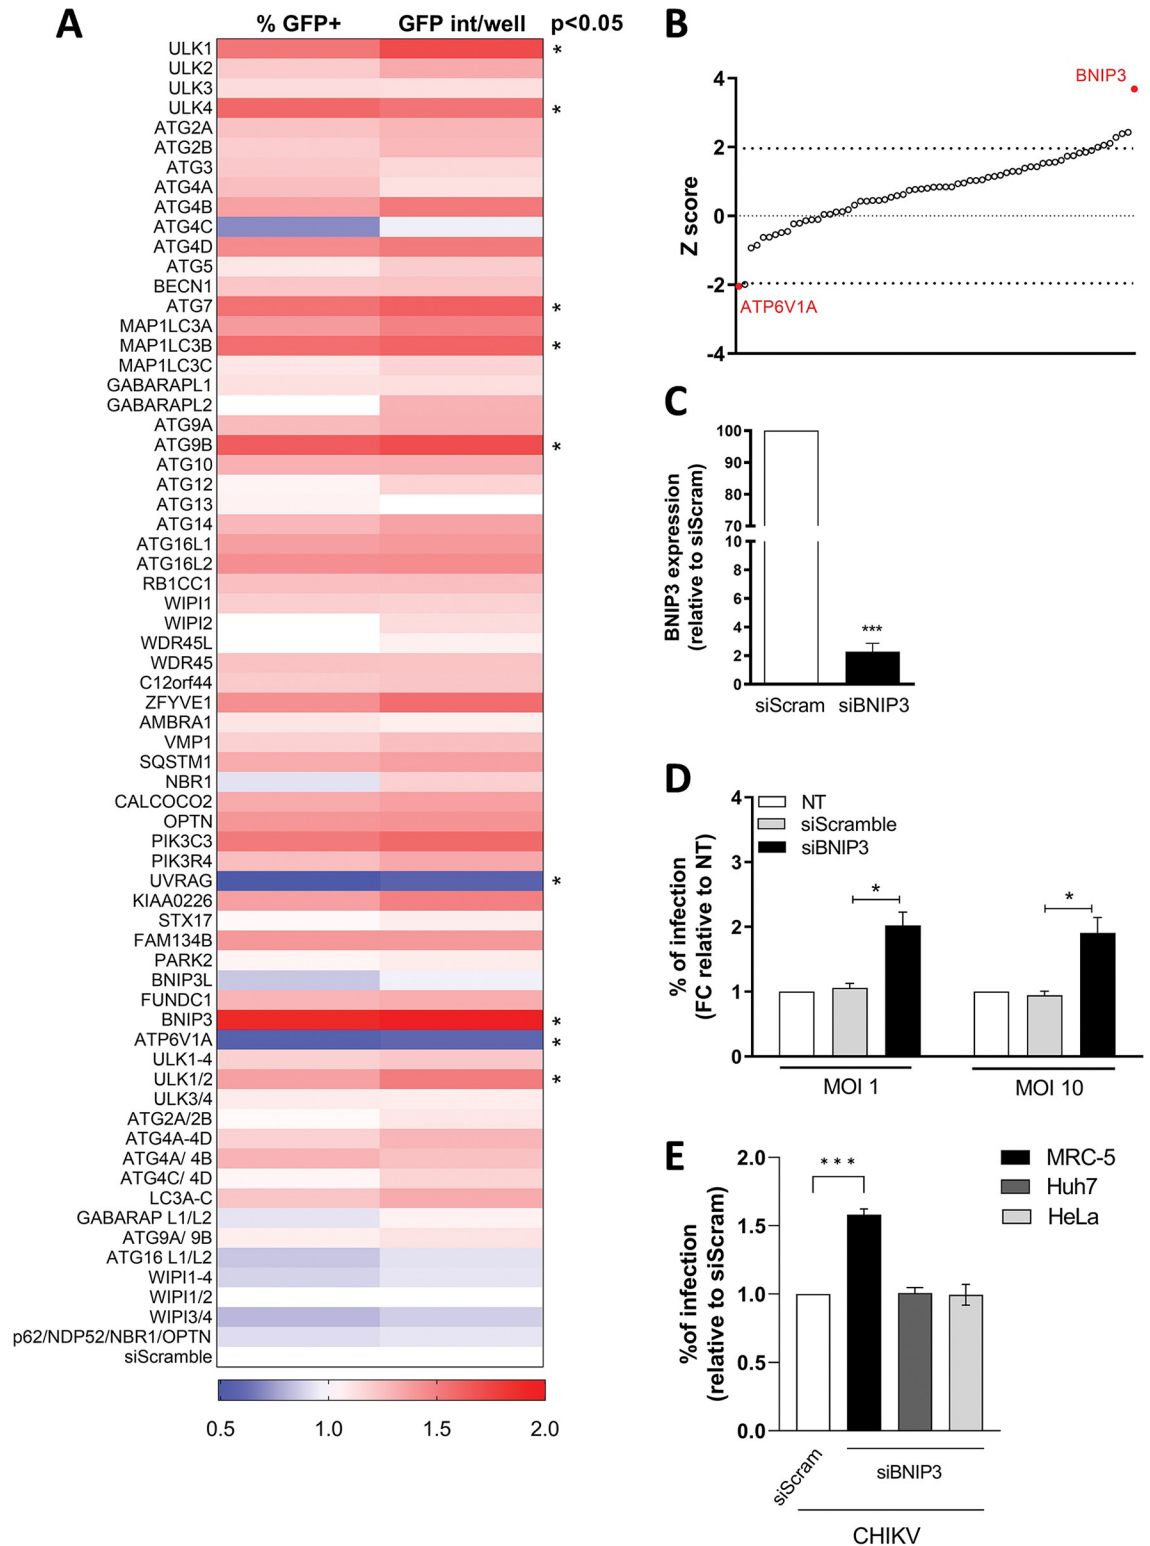 A
% GFP+ GFP int/well p<0.05
ULK1 *
ULK2
ULK3
ULK4 *
ATG2A
ATG2B
ATG3
ATG4A
ATG4B
ATG4C
ATG4D
ATG5
BECN1
ATG7 *
MAP1LC3A
MAP1LC3B *
MAP1LC3C
GABARAPL1
GABARAPL2
ATG9A
ATG9B *
ATG10
ATG12
ATG13
ATG14
ATG16L1
ATG16L2
RB1CC1
WIPI1
WIPI2
WDR45L
WDR45
C12orf44
ZFYVE1
AMBRA1
VMP1
SQSTM1
NBR1
CALCOCO2
OPTN
PIK3C3
PIK3R4
UVRAG *
KIAA0226
STX17
FAM134B
PARK2
BNIP3L
FUNDC1
BNIP3 *
ATP6V1A *
ULK1-4
ULK1/2 *
ULK3/4
ATG2A/2B
ATG4A-4D
ATG4A/ 4B
ATG4C/ 4D
LC3A-C
GABARAP L1/L2
ATG9A/ 9B
ATG16 L1/L2
WIPI1-4
WIPI1/2
WIPI3/4
p62/NDP52/NBR1/OPTN
siScramble
0.5 1.0 1.5 2.0
B
Z score
4
2
0
-2
-4
BNIP3
ATP6V1A
C
BNIP3 expression
(relative to siScram)
100
90
80
70
10
8
6
4
2
0
***
siScram siBNIP3
D
% of infection
(FC relative to NT)
4
3
2
1
0
NT
siScramble
siBNIP3
* *
MOI 1 MOI 10
E
%of infection
(relative to siScram)
2.0
1.5
1.0
0.5
0.0
***
MRC-5
Huh7
HeLa
siScram
siBNIP3
CHIKV